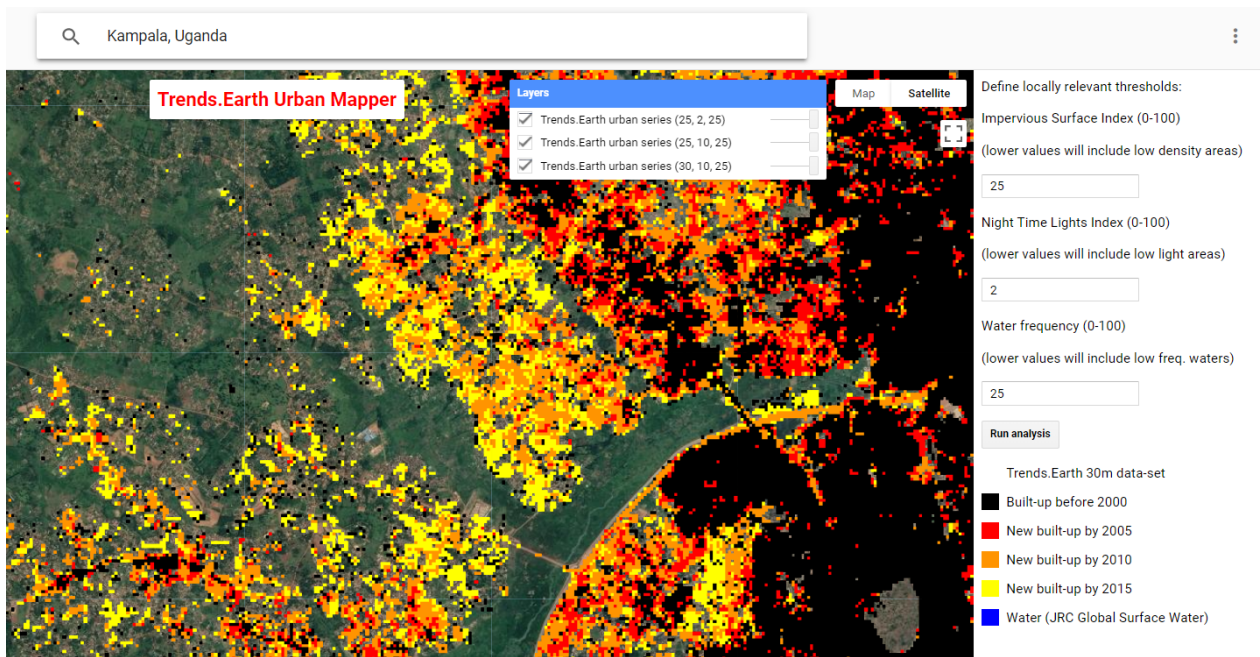 Kampala, Uganda
Trends.Earth Urban Mapper
Layers
Trends.Earth urban series (25, 2, 25)
Trends.Earth urban series (25, 10, 25)
Trends.Earth urban series (30, 10, 25)
Map Satellite
Define locally relevant thresholds:
Impervious Surface Index (0-100)
(lower values will include low density areas)
25
Night Time Lights Index (0-100)
(lower values will include low light areas)
2
Water frequency (0-100)
(lower values will include low freq. waters)
25
Run analysis
Trends.Earth 30m data-set
Built-up before 2000
New built-up by 2005
New built-up by 2010
New built-up by 2015
Water (JRC Global Surface Water)